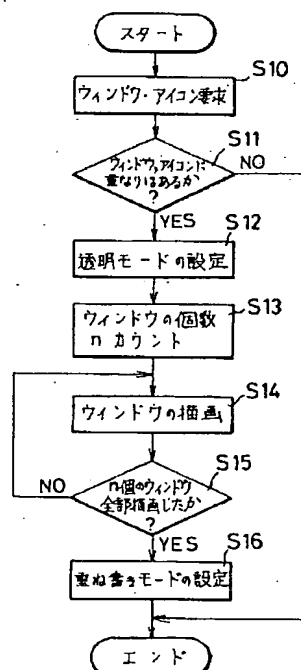 スタート
S10
ウィンドウ・アイコン要求
S11
ウィンドウ,アイコンに
重なりはあるか
?
NO
YES
S12
透明モードの設定
S13
ウィンドウの個数
n カウント
S14
ウィンドウの描画
S15
n個のウィンドウ
全部描画したか
?
NO
YES
S16
重ね書きモードの設定
エンド